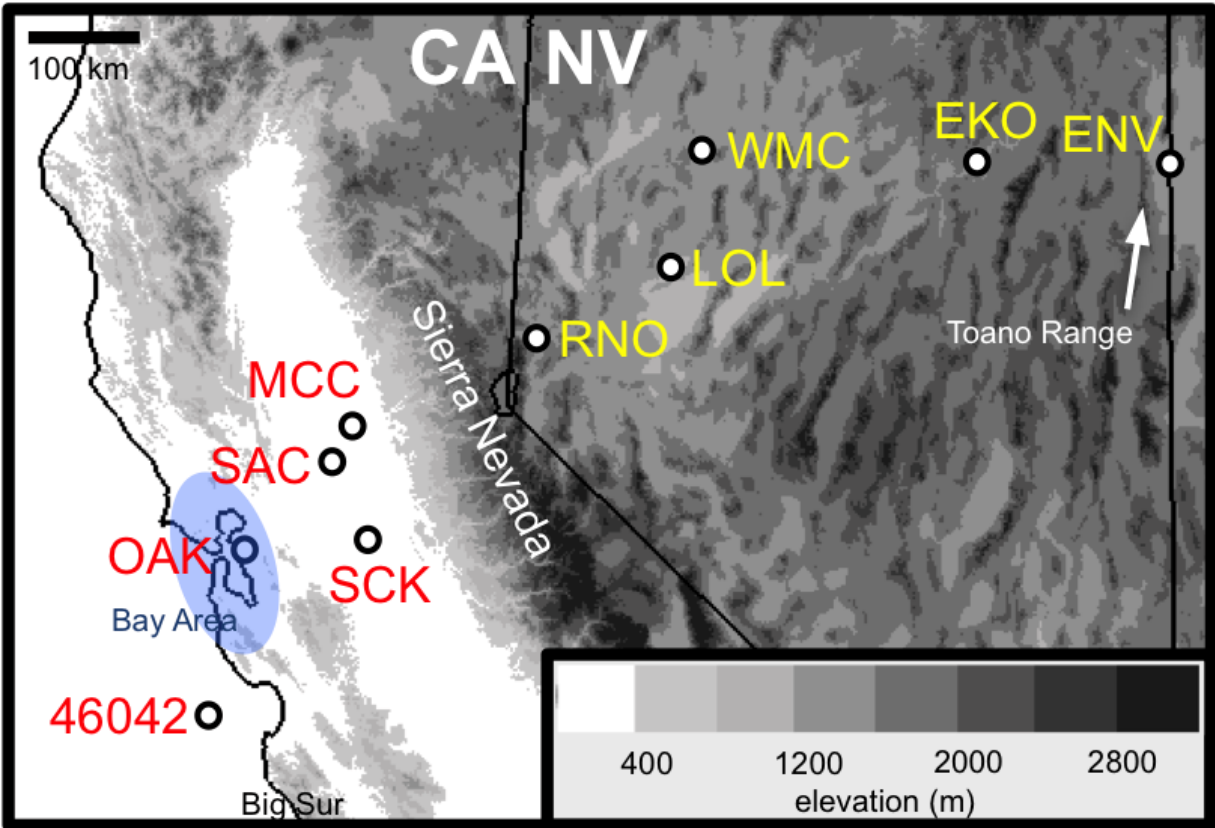 CA NV
100 km
EKO
ENV
WMC
LOL
Toano Range
RNO
Sierra Nevada
MCC
SAC
OAK
SCK
Bay Area
46042
400 1200 2000 2800
elevation (m)
Big Sur